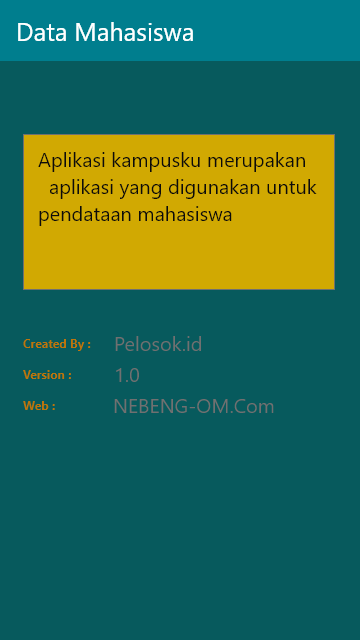 Data Mahasiswa
Aplikasi kampusku merupakan
aplikasi yang digunakan untuk
pendataan mahasiswa
Created By : Pelosok.id
Version : 1.0
Web : NEBENG-OM.Com